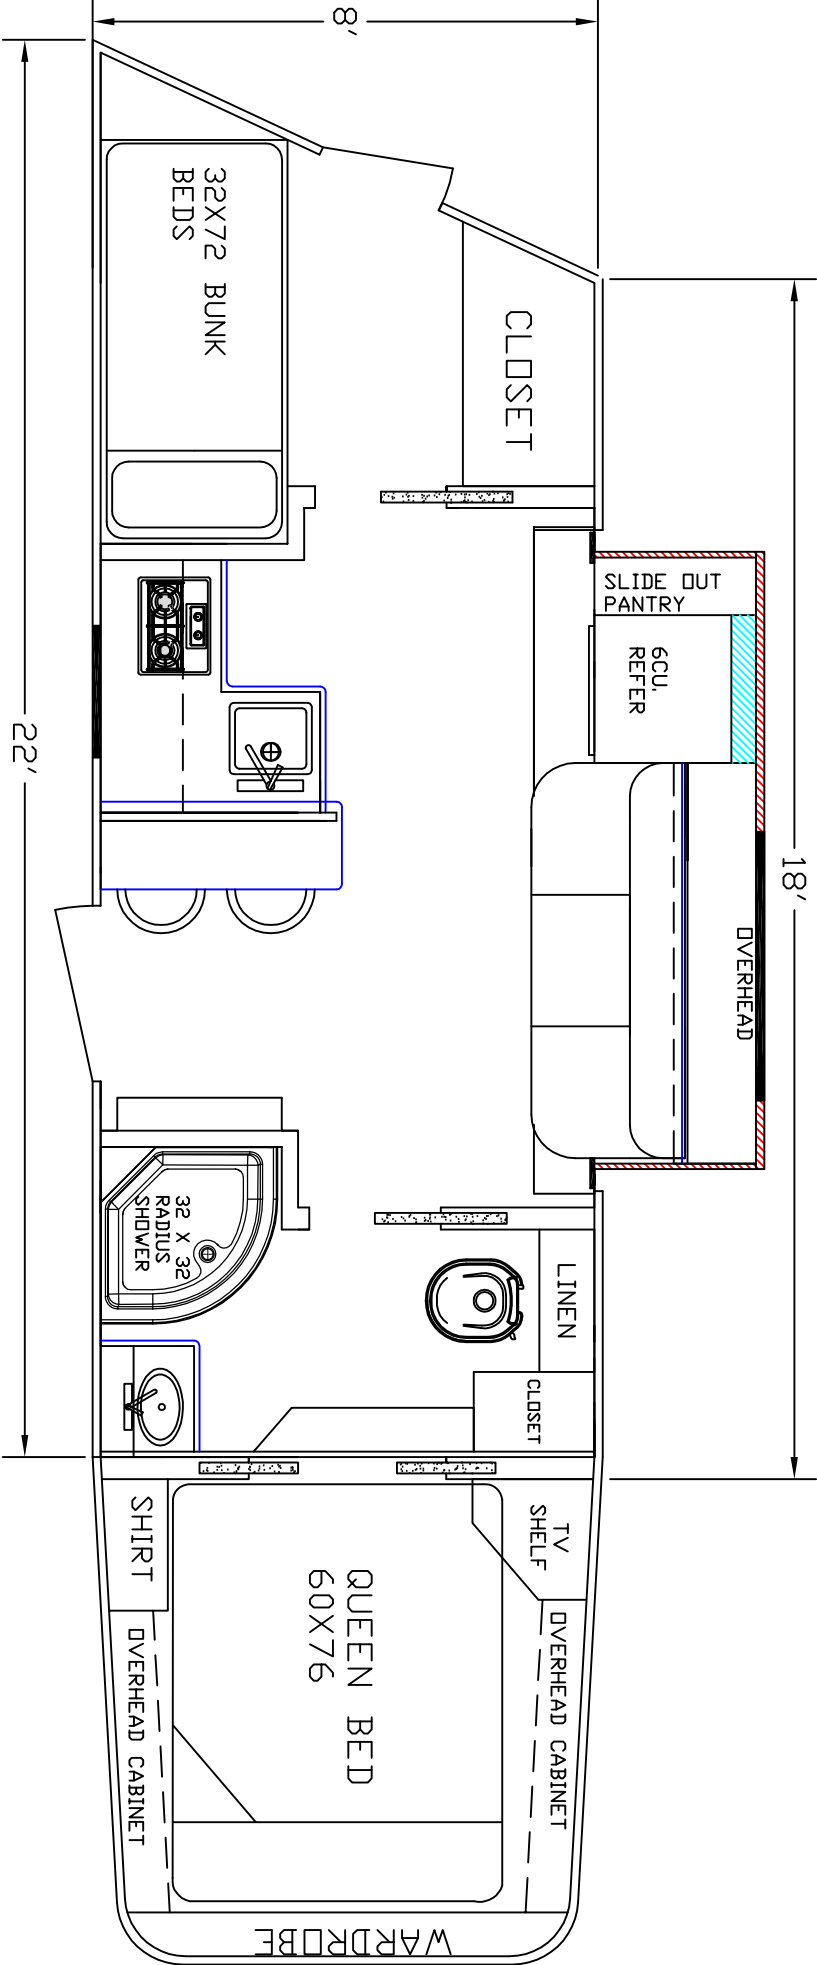 8'
32X72 BUNK
BEDS
CLOSET
SLIDE OUT
PANTRY
6CU.
REFER
22'
18'
OVERHEAD
32 X 32
RADIUS
SHOWER
LINEN
CLOSET
SHIRT
TV
SHELF
QUEEN BED
60X76
OVERHEAD CABINET
OVERHEAD CABINET
WARDROBE